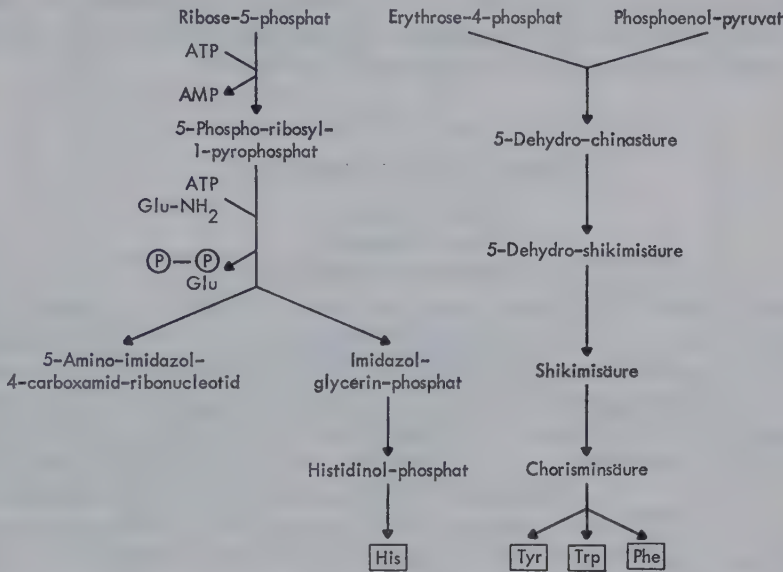 Ribose-5-phosphat
ATP
AMP
5-Phospho-ribosyl-
1-pyrophosphat
ATP
Glu-NH2
P - P
Glu
5-Amino-imidazol-
4-carboxamid-ribonucleotid
Imidazol-
glycerin-phosphat
Histidinol-phosphat
His
Erythrose-4-phosphat
Phosphoenol-pyruvat
5-Dehydro-chinasäure
5-Dehydro-shikimisäure
Shikimisäure
Chorisminsäure
Tyr
Trp
Phe